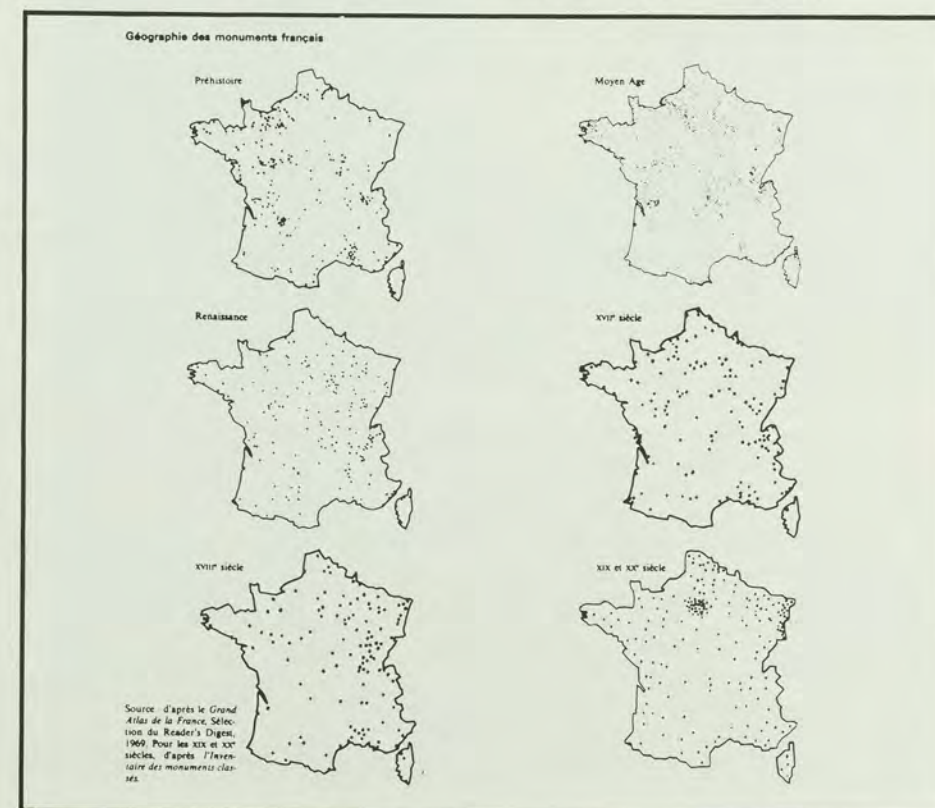 Géographie des monuments français
Préhistoire
Moyen Age
Renaissance
XVIIe siècle
XVIIIe siècle
XIX et XXe siècle
Source : d'après le Grand
Atlas de la France, Sélec-
tion du Reader's Digest,
1969. Pour les XIX et XXe
siècles, d'après l'Inven-
taire des monuments clas-
sés.